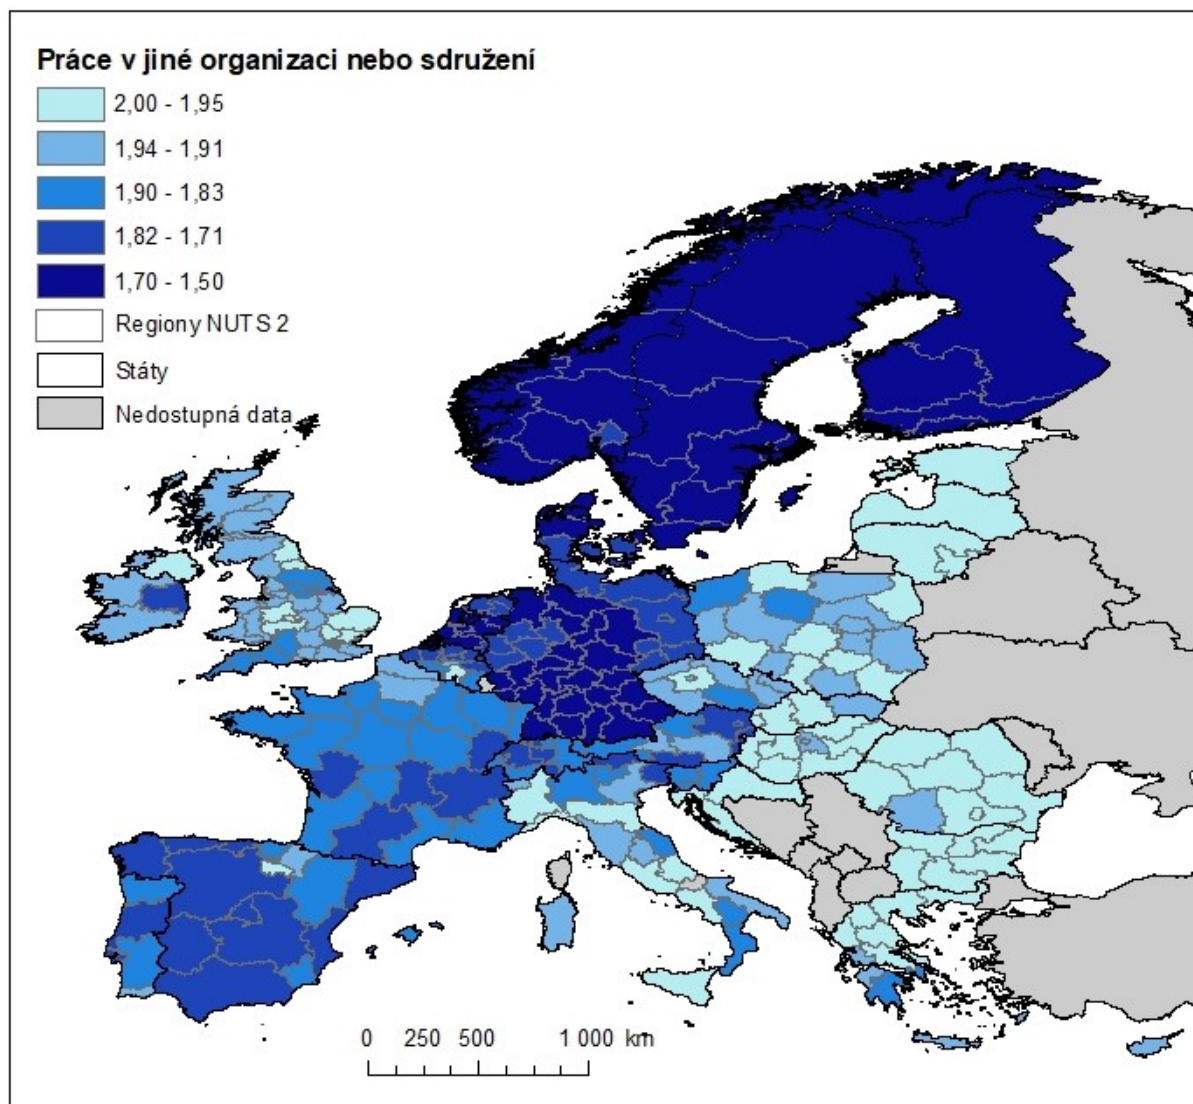 Práce v jiné organizaci nebo sdružení
2,00 - 1,95
1,94 - 1,91
1,90 - 1,83
1,82 - 1,71
1,70 - 1,50
Regiony NUTS 2
Státy
Nedostupná data
0 250 500 1 000 km